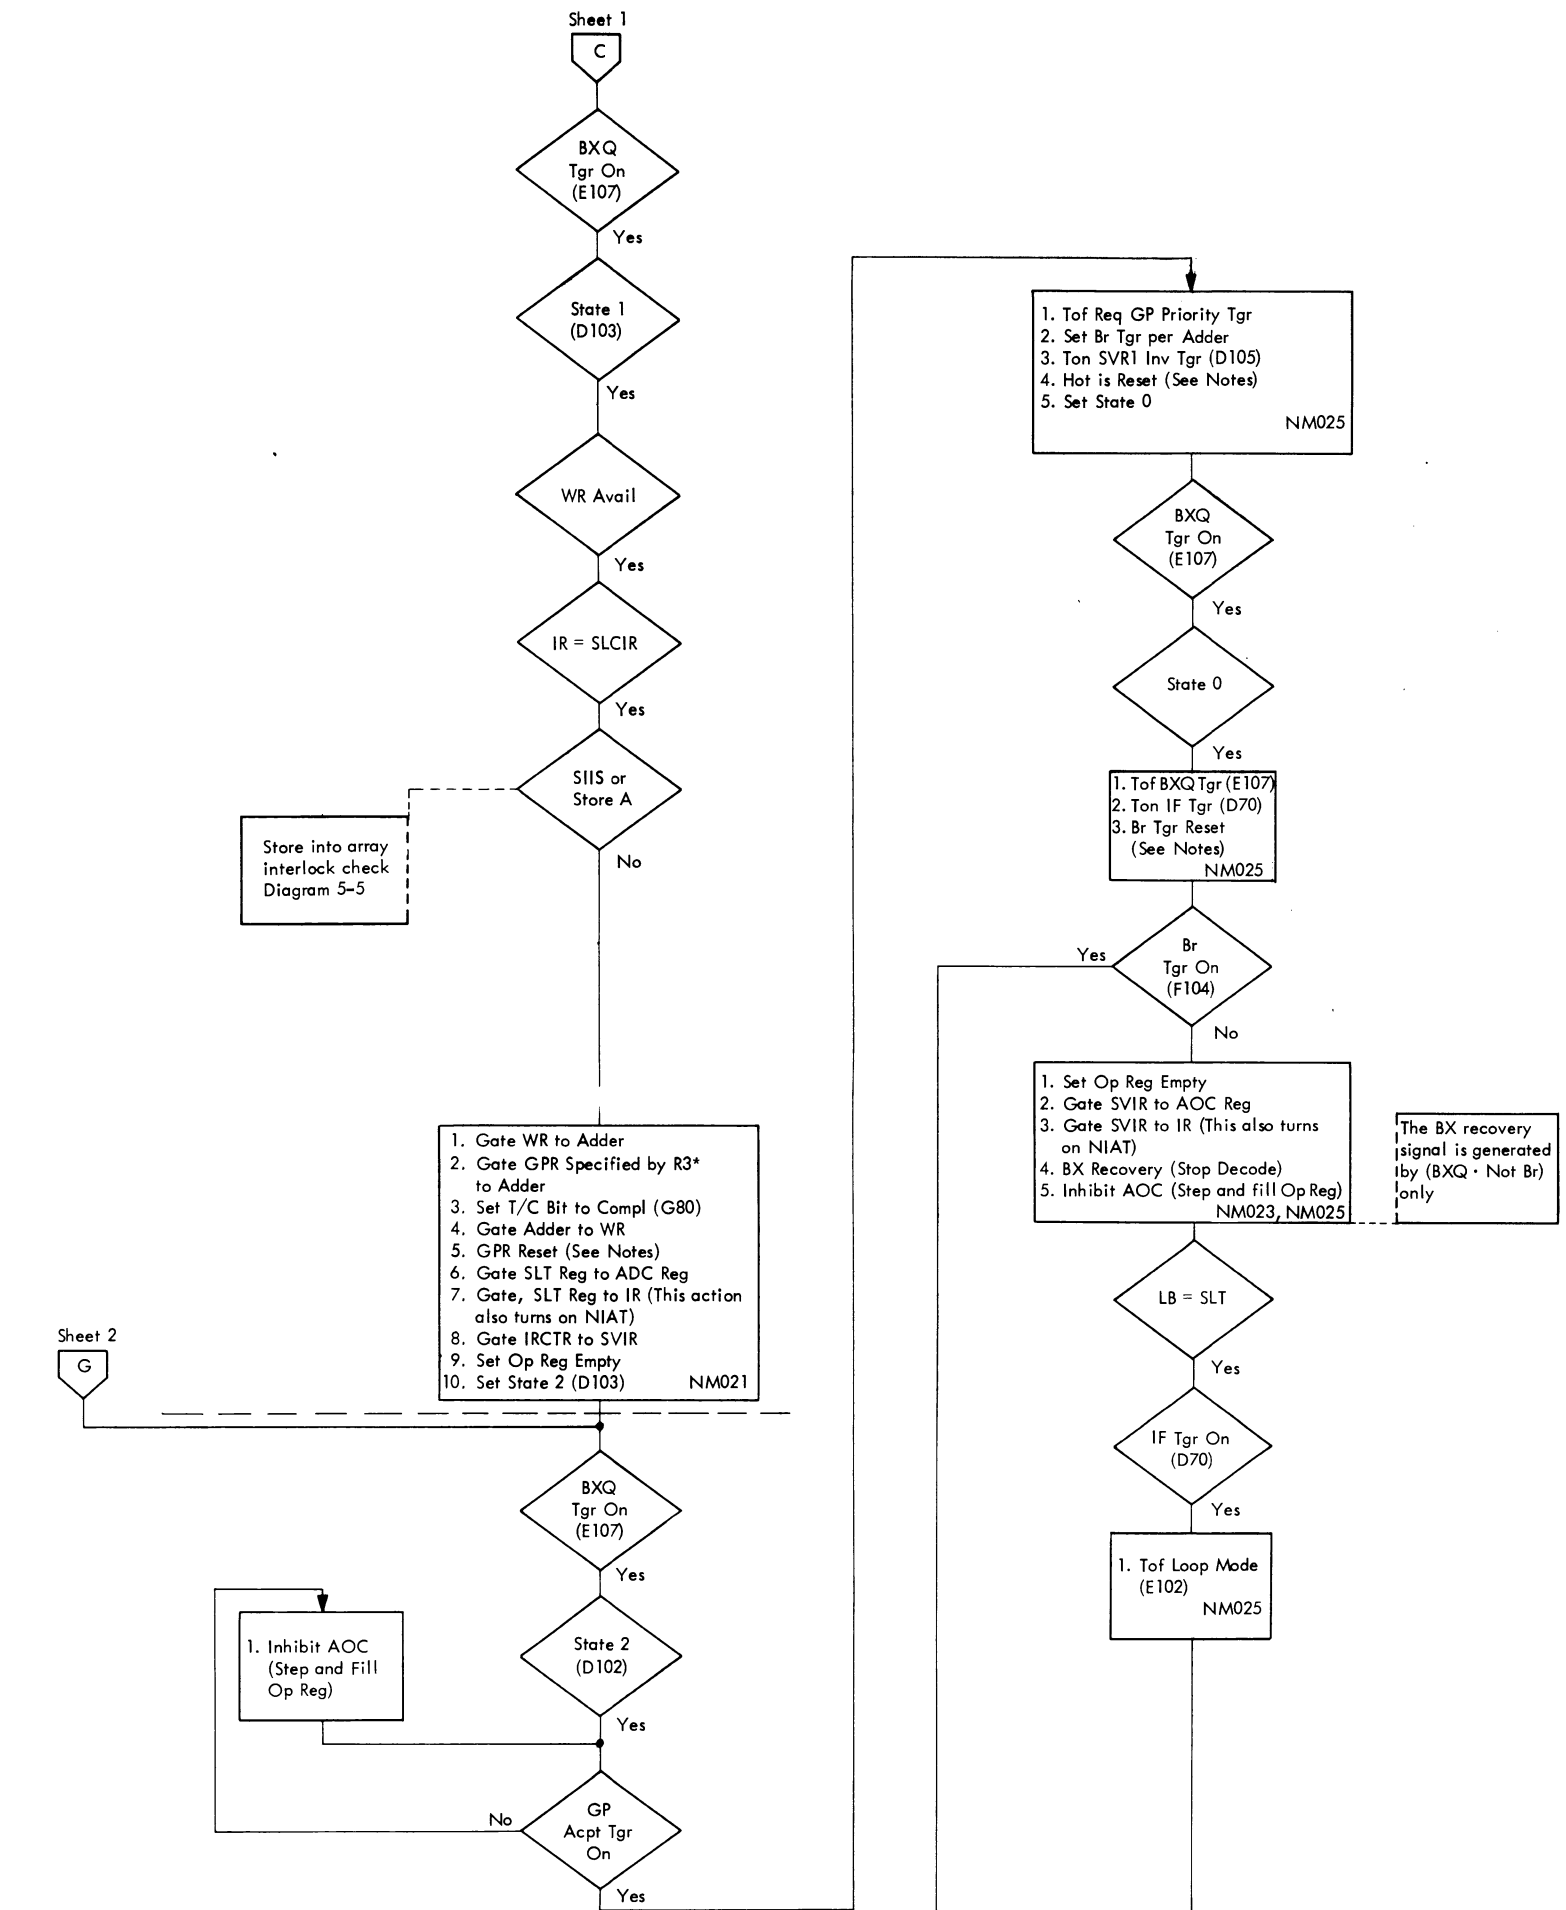 Sheet 1
C
BXQ
Tgr On
(E107)
Yes
State 1
(D103)
Yes
WR Avail
Yes
IR = SLCIR
Yes
SIIS or
Store A
No
Store into array
interlock check
Diagram 5-5
1. Gate WR to Adder
2. Gate GPR Specified by R3*
to Adder
3. Set T/C Bit to Compl (G80)
4. Gate Adder to WR
5. GPR Reset (See Notes)
6. Gate SLT Reg to ADC Reg
7. Gate, SLT Reg to IR (This action
also turns on NIAT)
8. Gate IRCTR to SVIR
9. Set Op Reg Empty
10. Set State 2 (D103) NM021
Sheet 2
G
BXQ
Tgr On
(E107)
Yes
State 2
(D102)
Yes
1. Inhibit AOC
(Step and Fill
Op Reg)
GP
Acpt Tgr
On
No
Yes
1. Tof Req GP Priority Tgr
2. Set Br Tgr per Adder
3. Ton SVR1 Inv Tgr (D105)
4. Hot is Reset (See Notes)
5. Set State 0
NM025
BXQ
Tgr On
(E107)
Yes
State 0
Yes
1. Tof BXQ Tgr (E107)
2. Ton IF Tgr (D70)
3. Br Tgr Reset
(See Notes)
NM025
Br
Tgr On
(F104)
Yes
No
1. Set Op Reg Empty
2. Gate SVIR to AOC Reg
3. Gate SVIR to IR (This also turns
on NIAT)
4. BX Recovery (Stop Decode)
5. Inhibit AOC (Step and fill Op Reg)
NM023, NM025
The BX recovery
signal is generated
by (BXQ · Not Br)
only
LB = SLT
Yes
IF Tgr On
(D70)
Yes
1. Tof Loop Mode
(E102)
NM025